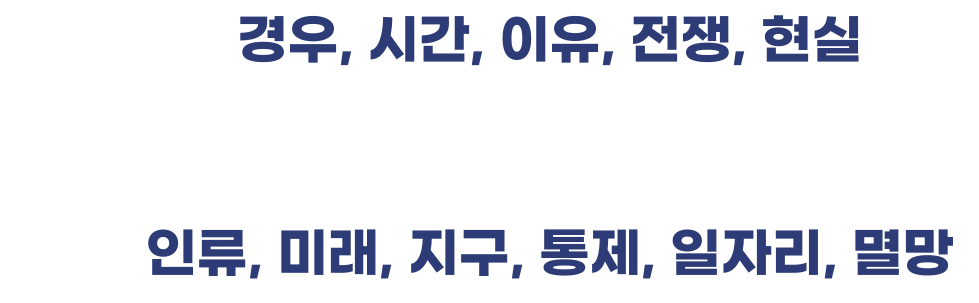 경우, 시간, 이유, 전쟁, 현실
인류, 미래, 지구, 통제, 일자리, 멸망